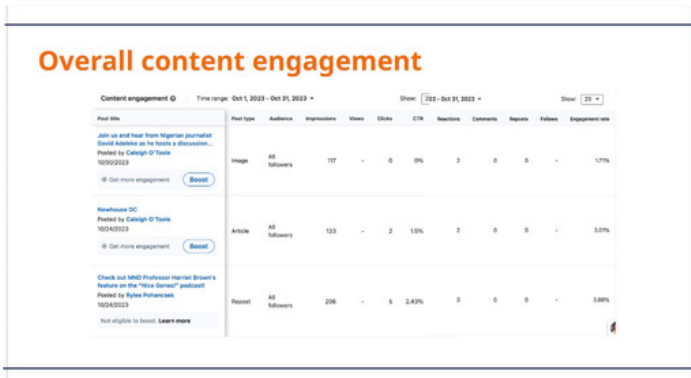 Overall content engagement
Content engagement Time range: Oct 1, 2023 - Oct 31, 2023 Show: 223 - Oct 31, 2023 Show: 20
Post title Post type Audience Impressions Views Clicks CTR Reactions Comments Reposts Follows Engagement rate
Join us and hear from Nigerian journalist
David Adeleke as he hosts a discussion...
Posted by Caleigh O'Toole
10/30/2023
Image All followers 117 - 0 0% 2 0 0 - 1.71%
Get more engagement Boost
Newhouse DC
Posted by Caleigh O'Toole
10/24/2023
Article All followers 133 - 2 1.5% 2 0 0 - 3.01%
Get more engagement Boost
Check out MND Professor Harriet Brown's
feature on the "Nice Genes!" podcast!
Posted by Rylee Pohancsek
10/24/2023
Repost All followers 206 - 5 2.43% 3 0 0 - 3.88%
Not eligible to boost. Learn more